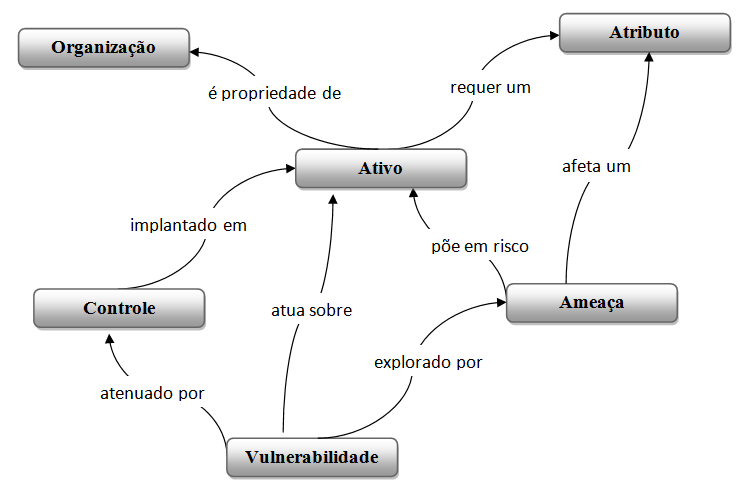 Organização
Atributo
é propriedade de
requer um
Ativo
afeta um
implantado em
põe em risco
Controle
Ameaça
atua sobre
explorado por
atenuado por
Vulnerabilidade